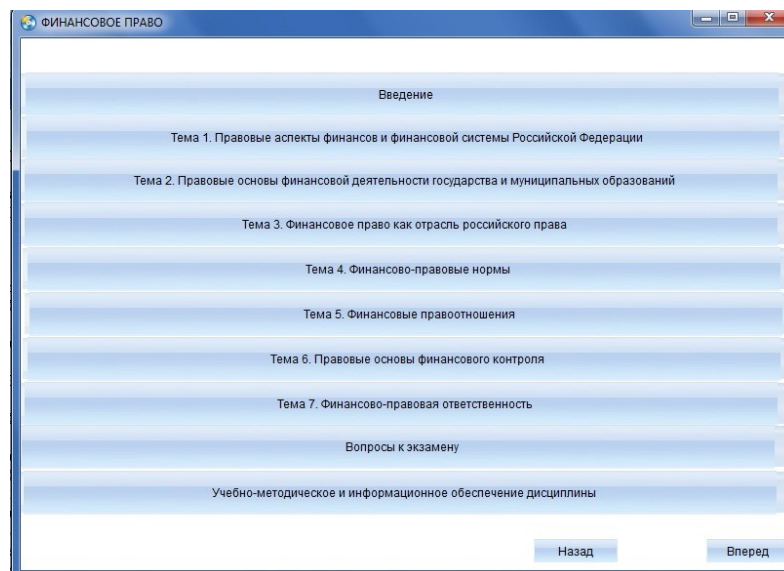 ФИНАНСОВОЕ ПРАВО
Введение
Тема 1. Правовые аспекты финансов и финансовой системы Российской Федерации
Тема 2. Правовые основы финансовой деятельности государства и муниципальных образований
Тема 3. Финансовое право как отрасль российского права
Тема 4. Финансово-правовые нормы
Тема 5. Финансовые правоотношения
Тема 6. Правовые основы финансового контроля
Тема 7. Финансово-правовая ответственность
Вопросы к экзамену
Учебно-методическое и информационное обеспечение дисциплины
Назад Вперед